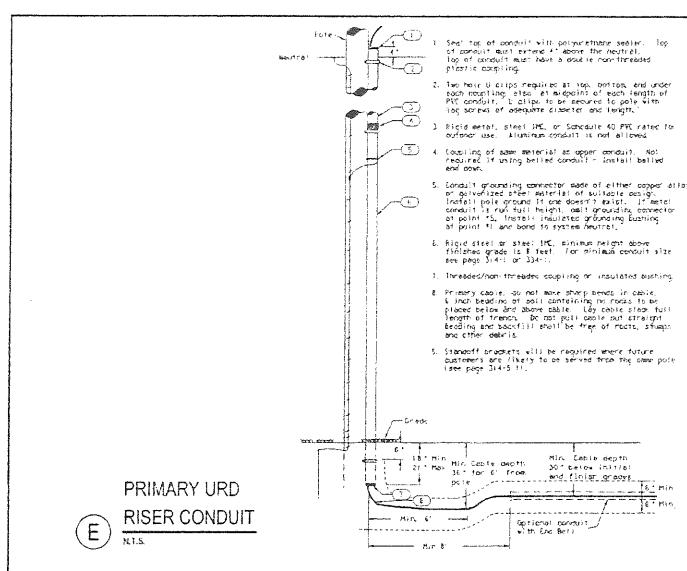 Pole
Neutral
1
4"
2
3
4
5
6
1. Seal top of conduit with polyurethane sealer. Top
of conduit must extend 4" above the neutral.
Top of conduit must have a double non-threaded
plastic coupling.
2. Two hole U clips required at top, bottom, and under
each coupling; also at midpoint of each length of
PVC conduit. U clips to be secured to pole with
lag screws of adequate diameter and length.
3. Rigid metal, steel IMC, or Schedule 40 PVC rated for
outdoor use. Aluminum conduit is not allowed.
4. Coupling of same material as upper conduit. Not
required if using belled conduit - install belled
end down.
5. Conduit grounding connector made of either copper alloy
or galvanized steel material of suitable design.
Install pole ground if one doesn't exist. If metal
conduit is run full height, omit grounding connector
at point #5, install insulated grounding bushing
at point #1 and bond to system neutral.
6. Rigid steel or steel IMC, minimum height above
finished grade is 8 feet. For minimum conduit size
see page 314-1 or 334-1.
7. Threaded/non-threaded coupling or insulated bushing.
8. Primary cable, do not make sharp bends in cable.
6 inch bedding of soil containing no rocks to be
placed below and above cable. Lay cable slack full
length of trench. Do not pull cable out straight
Bedding and backfill shall be free of roots, stumps
and other debris.
9. Standoff brackets will be required where future
customers are likely to be served from the same pole
(see page 314-5.1).
Grade
6"
18" Min
21" Max
Min. Cable depth
36" for 6' from
pole
Min. Cable depth
30" below initial
and finish grade
6" Min
6" Min
7
8
Min. 6'
Optional conduit
with End Bell
Min 8'
E
PRIMARY URD
RISER CONDUIT
N.T.S.